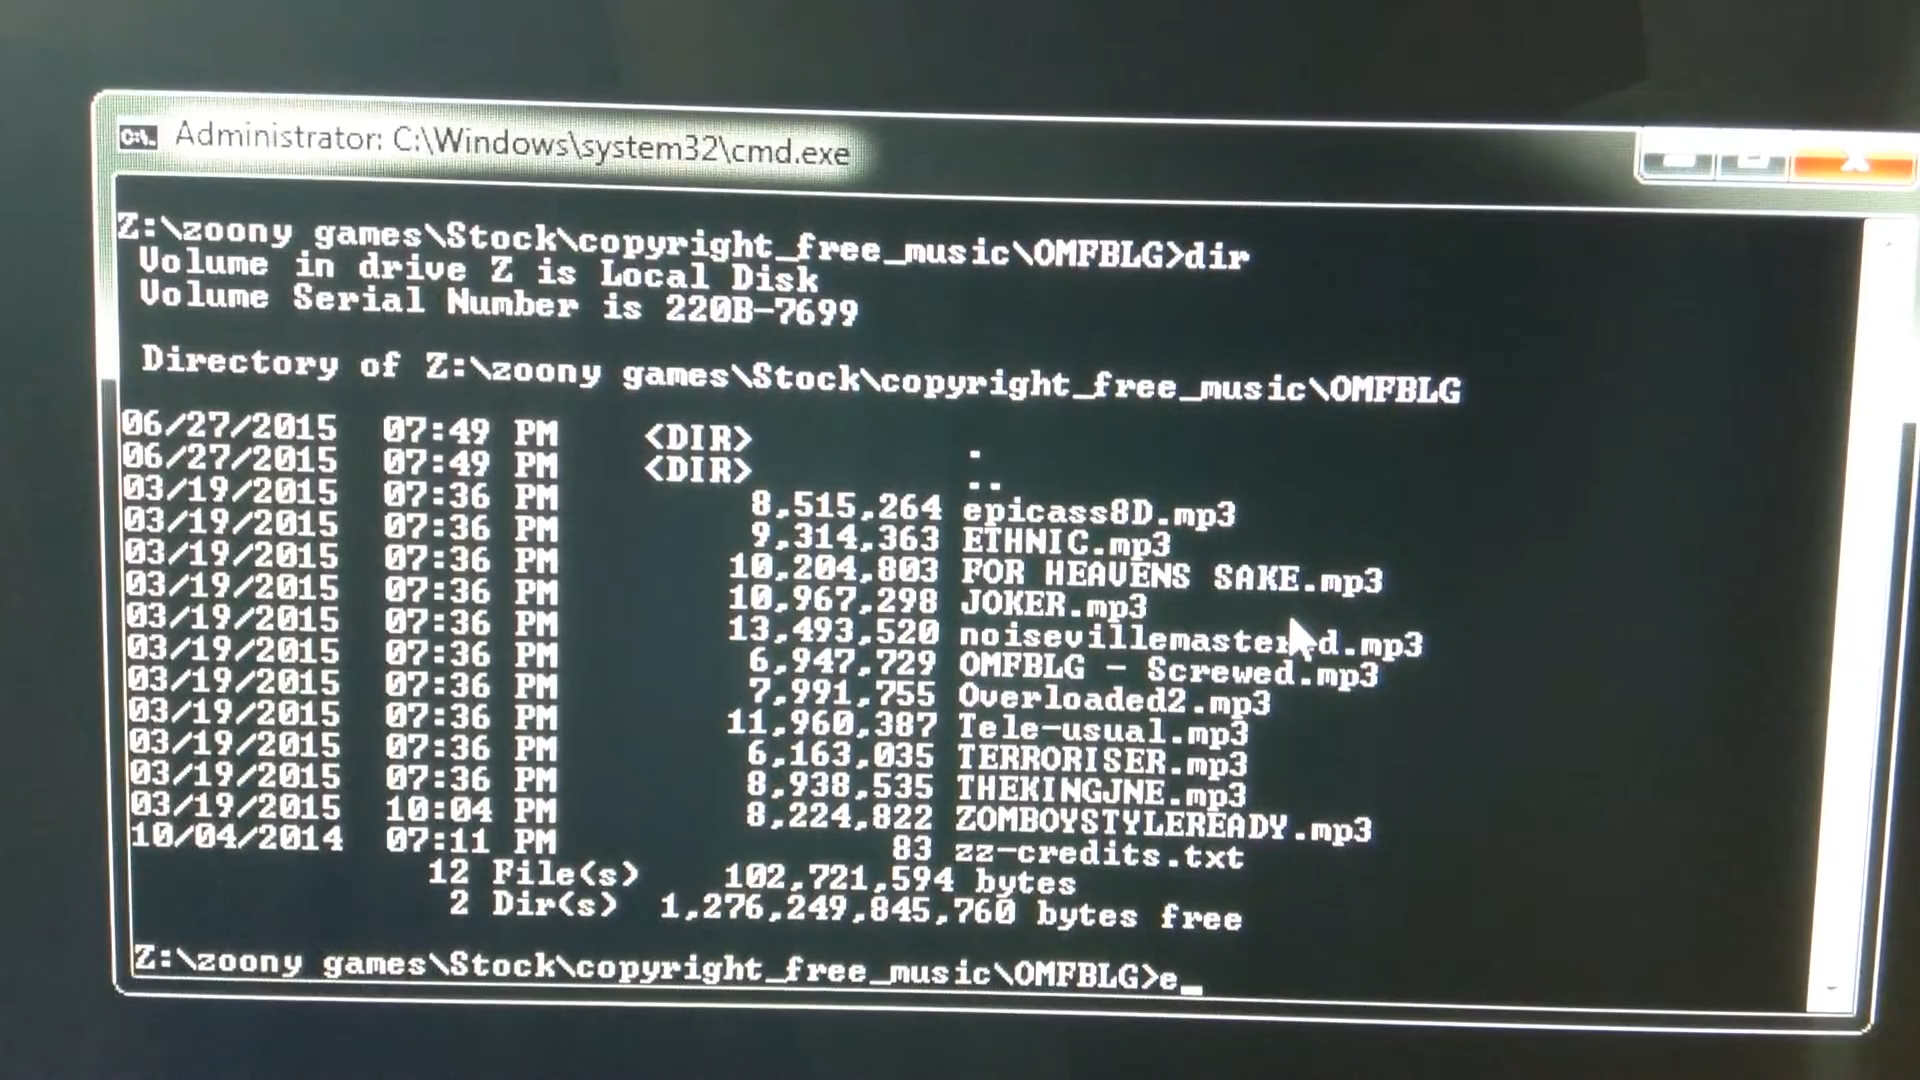 Administrator: C:\Windows\system32\cmd.exe
Z:\zoony games\Stock\copyright_free_music\OMFBLG>dir
Volume in drive Z is Local Disk
Volume Serial Number is 220B-7699
Directory of Z:\zoony games\Stock\copyright_free_music\OMFBLG
06/27/2015 07:49 PM <DIR> .
06/27/2015 07:49 PM <DIR> ..
03/19/2015 07:36 PM 8,515,264 epicass8D.mp3
03/19/2015 07:36 PM 9,314,363 ETHNIC.mp3
03/19/2015 07:36 PM 10,204,803 FOR HEAVENS SAKE.mp3
03/19/2015 07:36 PM 10,967,298 JOKER.mp3
03/19/2015 07:36 PM 13,493,520 noisevillemastered.mp3
03/19/2015 07:36 PM 6,947,729 OMFBLG - Screwed.mp3
03/19/2015 07:36 PM 7,991,755 Overloaded2.mp3
03/19/2015 07:36 PM 11,960,387 Tele-usual.mp3
03/19/2015 07:36 PM 6,163,035 TERRORISER.mp3
03/19/2015 07:36 PM 8,938,535 THEKINGJNE.mp3
03/19/2015 10:04 PM 8,224,822 ZOMBOYSTYLEREADY.mp3
10/04/2014 07:11 PM 83 zz-credits.txt
12 File(s) 102,721,594 bytes
2 Dir(s) 1,276,249,845,760 bytes free
Z:\zoony games\Stock\copyright_free_music\OMFBLG>e_